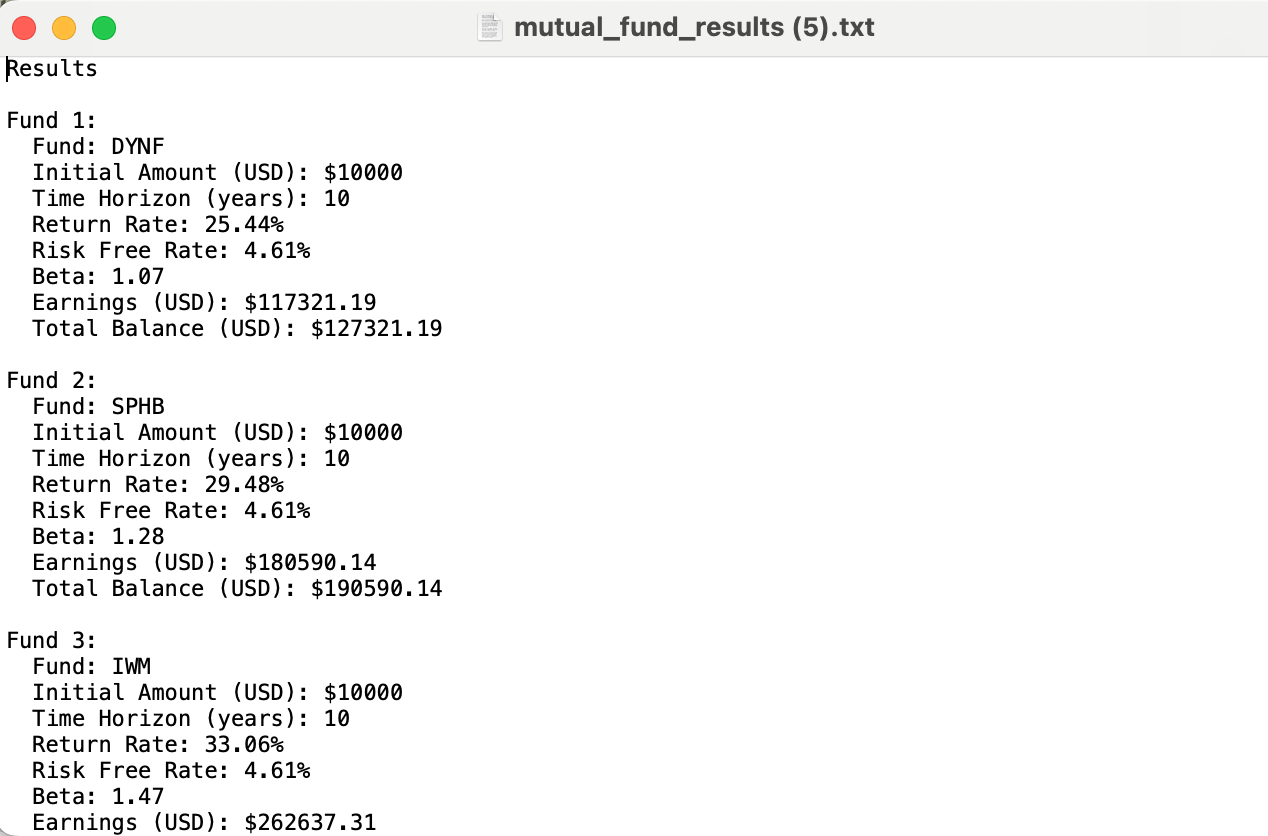 mutual_fund_results (5).txt
Results
Fund 1:
Fund: DYNF
Initial Amount (USD): $10000
Time Horizon (years): 10
Return Rate: 25.44%
Risk Free Rate: 4.61%
Beta: 1.07
Earnings (USD): $117321.19
Total Balance (USD): $127321.19
Fund 2:
Fund: SPHB
Initial Amount (USD): $10000
Time Horizon (years): 10
Return Rate: 29.48%
Risk Free Rate: 4.61%
Beta: 1.28
Earnings (USD): $180590.14
Total Balance (USD): $190590.14
Fund 3:
Fund: IWM
Initial Amount (USD): $10000
Time Horizon (years): 10
Return Rate: 33.06%
Risk Free Rate: 4.61%
Beta: 1.47
Earnings (USD): $262637.31